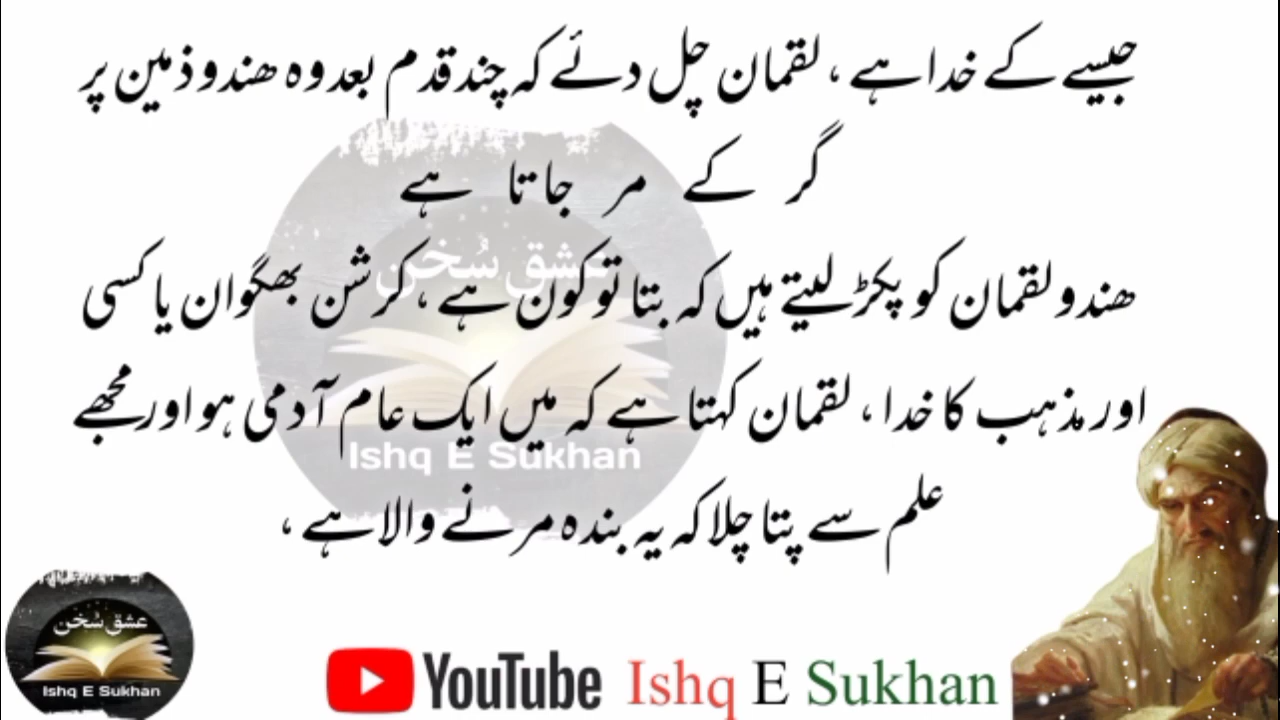 جیسے کے خدا ہے ، لقمان چل دئے کہ چند قدم بعد وہ ھندو ذمین پر
گر کے مر جاتا ہے
ھندو لقمان کو پکڑ لیتے ہیں کہ بتا تو کون ہے ، کرشن بھگوان یا کسی
اور مذہب کا خدا ، لقمان کہتا ہے کہ میں ایک عام آدمی ہو اور مجھے
علم سے پتا چلا کہ یہ بندہ مرنے والا ہے ،
عشق سُخن
Ishq E Sukhan
عشق سُخن
Ishq E Sukhan
YouTube Ishq E Sukhan